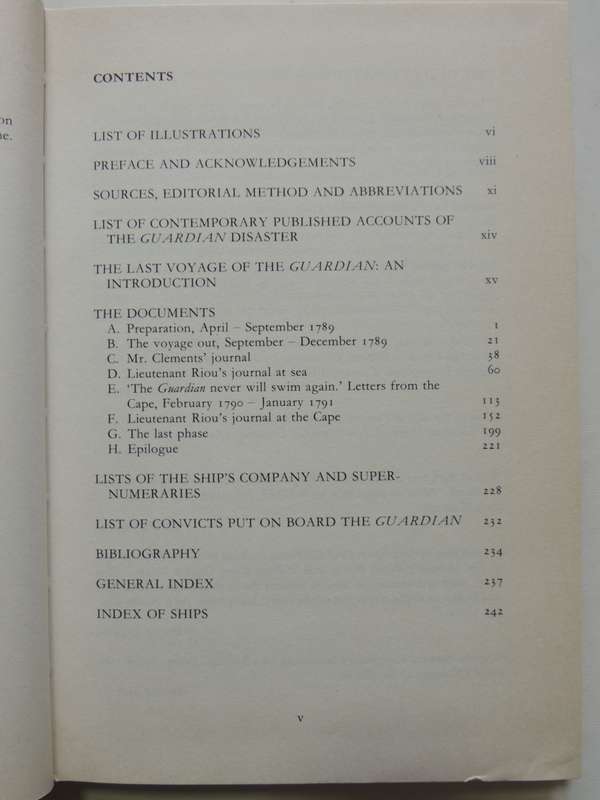 on
ne.
CONTENTS
LIST OF ILLUSTRATIONS vi
PREFACE AND ACKNOWLEDGEMENTS viii
SOURCES, EDITORIAL METHOD AND ABBREVIATIONS xi
LIST OF CONTEMPORARY PUBLISHED ACCOUNTS OF
THE GUARDIAN DISASTER xiv
THE LAST VOYAGE OF THE GUARDIAN: AN
INTRODUCTION xv
THE DOCUMENTS
A. Preparation, April – September 1789 1
B. The voyage out, September – December 1789 21
C. Mr. Clements' journal 38
D. Lieutenant Riou's journal at sea 60
E. 'The Guardian never will swim again.' Letters from the
Cape, February 1790 – January 1791 113
F. Lieutenant Riou's journal at the Cape 152
G. The last phase 199
H. Epilogue 221
LISTS OF THE SHIP'S COMPANY AND SUPER-
NUMERARIES 228
LIST OF CONVICTS PUT ON BOARD THE GUARDIAN 232
BIBLIOGRAPHY 234
GENERAL INDEX 237
INDEX OF SHIPS 242
v